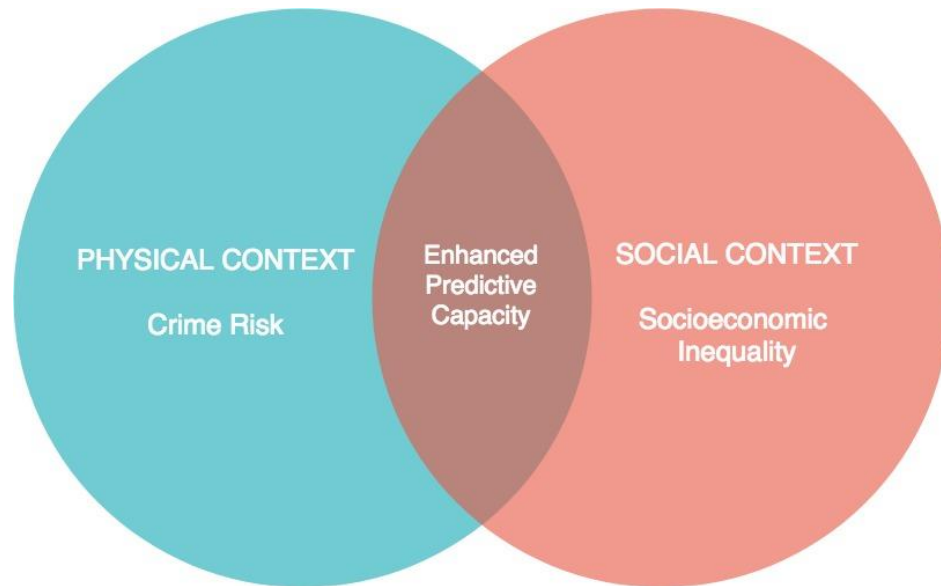 PHYSICAL CONTEXT
Crime Risk
Enhanced
Predictive
Capacity
SOCIAL CONTEXT
Socioeconomic
Inequality